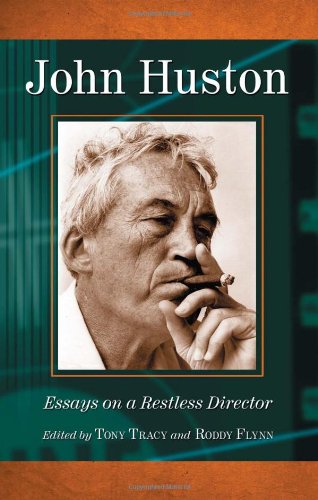 John Huston
Essays on a Restless Director
Edited by TONY TRACY and RODDY FLYNN